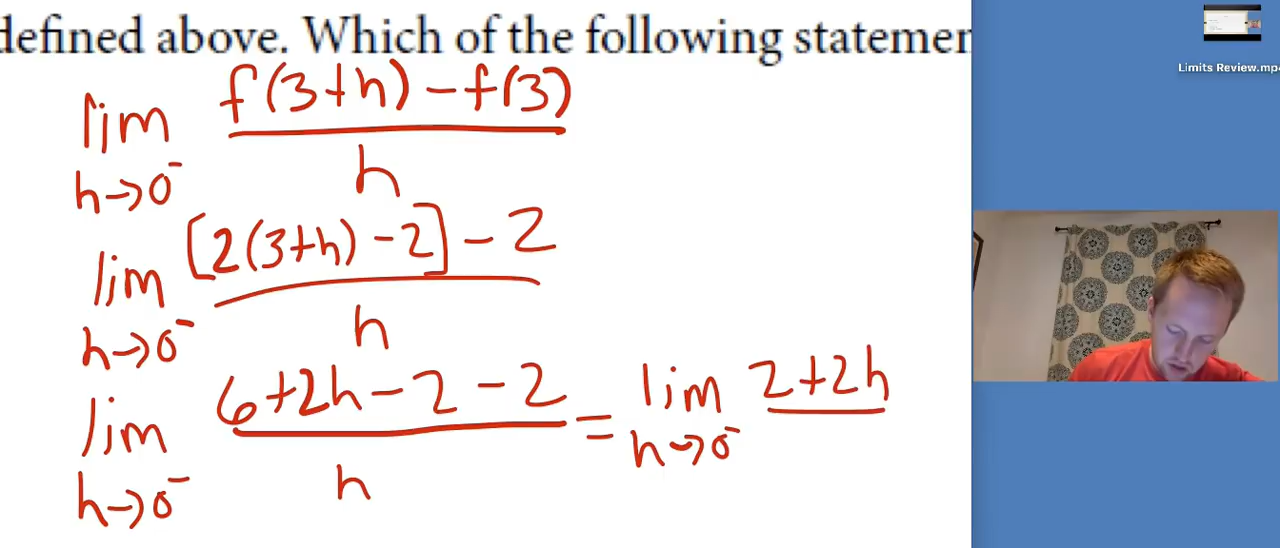 defined above. Which of the following statemen
Limits Review.mp4
lim h→0⁻ f(3+h) - f(3) / h
lim h→0⁻ [2(3+h) - 2] - 2 / h
lim h→0⁻ 6+2h - 2 - 2 / h = lim h→0⁻ 2+2h